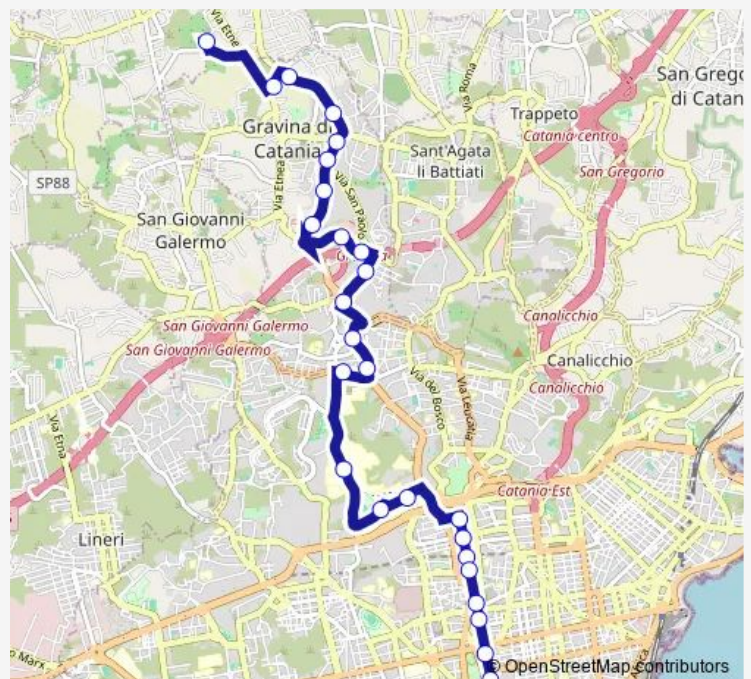 Via Etne
San Grego
di Catan
Via Roma
Trappeto
Catania centro
Gravina di
Catania
Sant'Agata
li Battiati
San Gregorio
SP88
Via Etnea
Via San Paolo
San Giovanni
Galermo
Canalicchio
San Giovanni Galermo
San Giovanni Galermo
Canalicchio
Canalicchio
Via del Bosco
Via Leucatia
Via Etna
Catania Est
Lineri
o Marx
© OpenStreetMap contributors